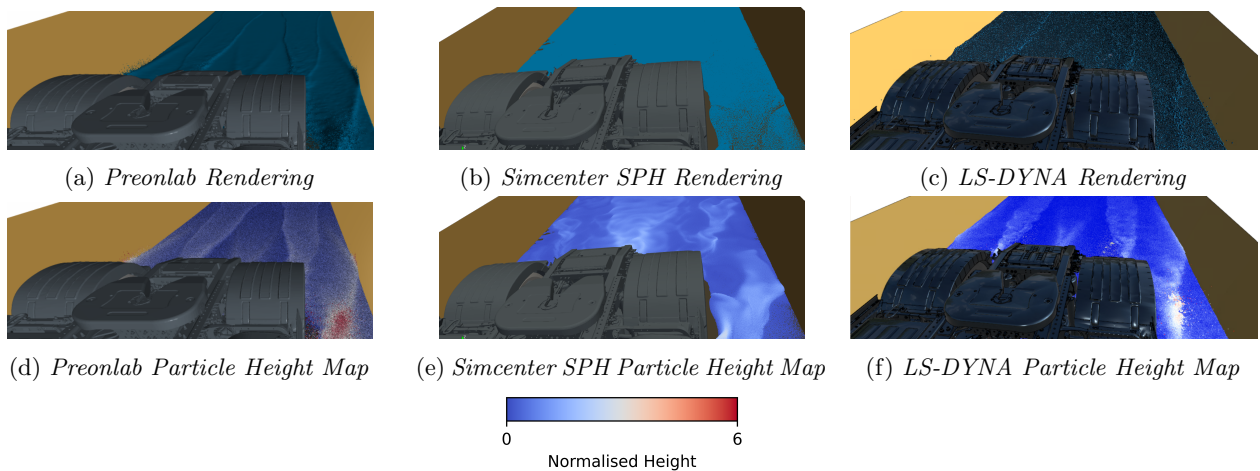 (a) Preonlab Rendering
(b) Simcenter SPH Rendering
(c) LS-DYNA Rendering
(d) Preonlab Particle Height Map
(e) Simcenter SPH Particle Height Map
(f) LS-DYNA Particle Height Map
0 6
Normalised Height